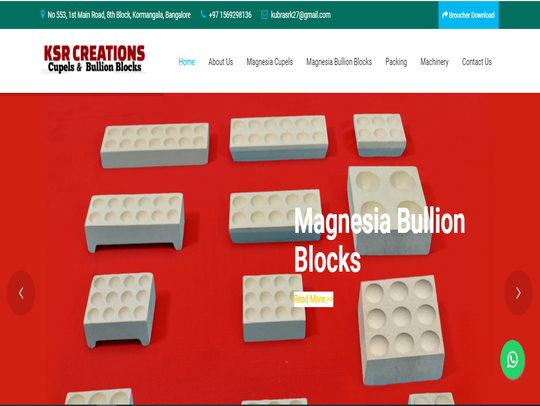 No 553, 1st Main Road, 8th Block, Kormangala, Bangalore +97 1569298136 kubrasrk27@gmail.com Broucher Download
KSR CREATIONS
Cupels & Bullion Blocks
Home About Us Magnesia Cupels Magnesia Bullion Blocks Packing Machinery Contact Us
Magnesia Bullion
Blocks
Read More >>